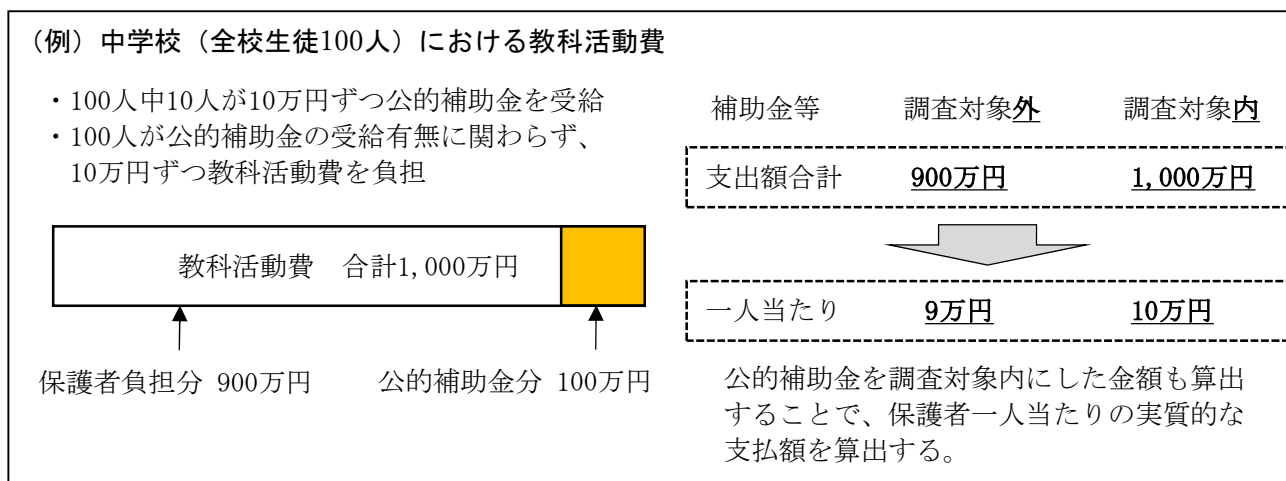 （例）中学校（全校生徒100人）における教科活動費
・100人中10人が10万円ずつ公的補助金を受給
・100人が公的補助金の受給有無に関わらず、
10万円ずつ教科活動費を負担
教科活動費　合計1,000万円
保護者負担分 900万円
公的補助金分 100万円
補助金等　調査対象外　調査対象内
支出額合計　900万円　1,000万円
一人当たり　9万円　10万円
公的補助金を調査対象内にした金額も算出
することで、保護者一人当たりの実質的な
支払額を算出する。